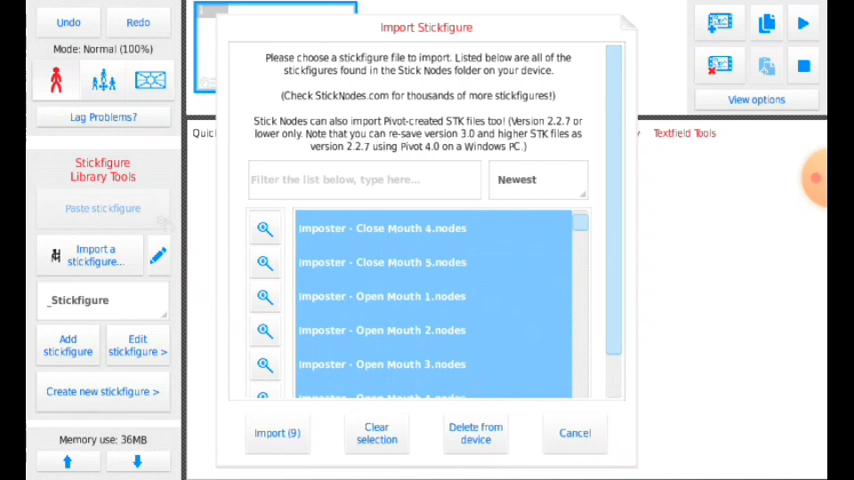 Undo
Redo
Mode: Normal (100%)
Lag Problems?
Stickfigure
Library Tools
Paste stickfigure
Import a
stickfigure...
_Stickfigure
Add
stickfigure
Edit
stickfigure >
Create new stickfigure >
Memory use: 36MB
Import Stickfigure
Please choose a stickfigure file to import. Listed below are all of the
stickfigures found in the Stick Nodes folder on your device.
(Check StickNodes.com for thousands of more stickfigures!)
Stick Nodes can also import Pivot-created STK files too! (Version 2.2.7 or
lower only. Note that you can re-save version 3.0 and higher STK files as
version 2.2.7 using Pivot 4.0 on a Windows PC.)
Filter the list below, type here...
Newest
Imposter - Close Mouth 4.nodes
Imposter - Close Mouth 5.nodes
Imposter - Open Mouth 1.nodes
Imposter - Open Mouth 2.nodes
Imposter - Open Mouth 3.nodes
Import (9)
Clear
selection
Delete from
device
Cancel
View options
Quic
Textfield Tools